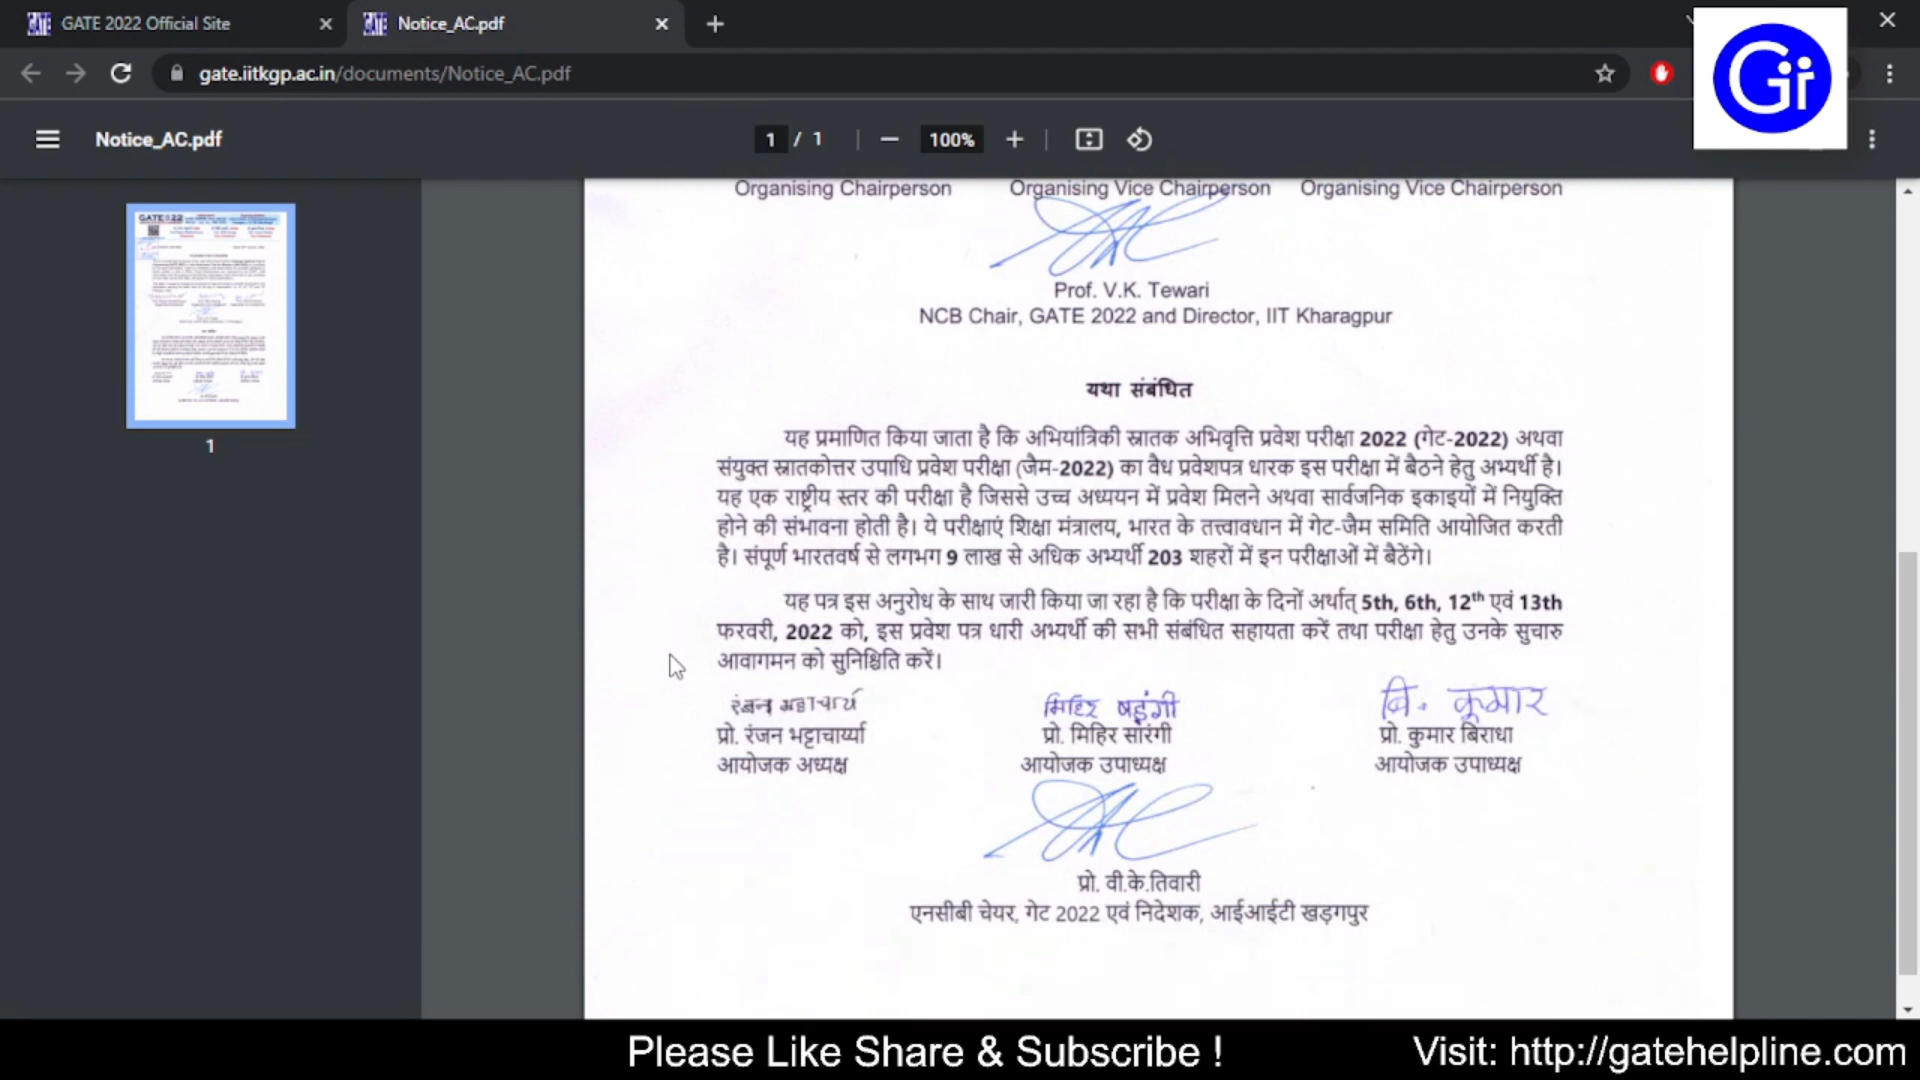 GATE 2022 Official Site
Notice_AC.pdf
gate.iitkgp.ac.in/documents/Notice_AC.pdf
Gi
Notice_AC.pdf
1 / 1
100%
Organising Chairperson Organising Vice Chairperson Organising Vice Chairperson
Prof. V.K. Tewari
NCB Chair, GATE 2022 and Director, IIT Kharagpur
यथा संबंधित
यह प्रमाणित किया जाता है कि अभियांत्रिकी स्नातक अभिवृत्ति प्रवेश परीक्षा 2022 (गेट-2022) अथवा
संयुक्त स्नातकोत्तर उपाधि प्रवेश परीक्षा (जैम-2022) का वैध प्रवेशपत्र धारक इस परीक्षा में बैठने हेतु अभ्यर्थी है।
यह एक राष्ट्रीय स्तर की परीक्षा है जिससे उच्च अध्ययन में प्रवेश मिलने अथवा सार्वजनिक इकाइयों में नियुक्ति
होने की संभावना होती है। ये परीक्षाएं शिक्षा मंत्रालय, भारत के तत्त्वावधान में गेट-जैम समिति आयोजित करती
है। संपूर्ण भारतवर्ष से लगभग 9 लाख से अधिक अभ्यर्थी 203 शहरों में इन परीक्षाओं में बैठेंगे।
यह पत्र इस अनुरोध के साथ जारी किया जा रहा है कि परीक्षा के दिनों अर्थात् 5th, 6th, 12th एवं 13th
फरवरी, 2022 को, इस प्रवेश पत्र धारी अभ्यर्थी की सभी संबंधित सहायता करें तथा परीक्षा हेतु उनके सुचारु
आवागमन को सुनिश्चिति करें।
मिहिर षड़ंगी बि. कुमार
प्रो. रंजन भट्टाचार्य्या प्रो. मिहिर सारंगी प्रो. कुमार बिराधा
आयोजक अध्यक्ष आयोजक उपाध्यक्ष आयोजक उपाध्यक्ष
प्रो. वी.के.तिवारी
एनसीबी चेयर, गेट 2022 एवं निदेशक, आईआईटी खड़गपुर
1
Please Like Share & Subscribe ! Visit: http://gatehelpline.com